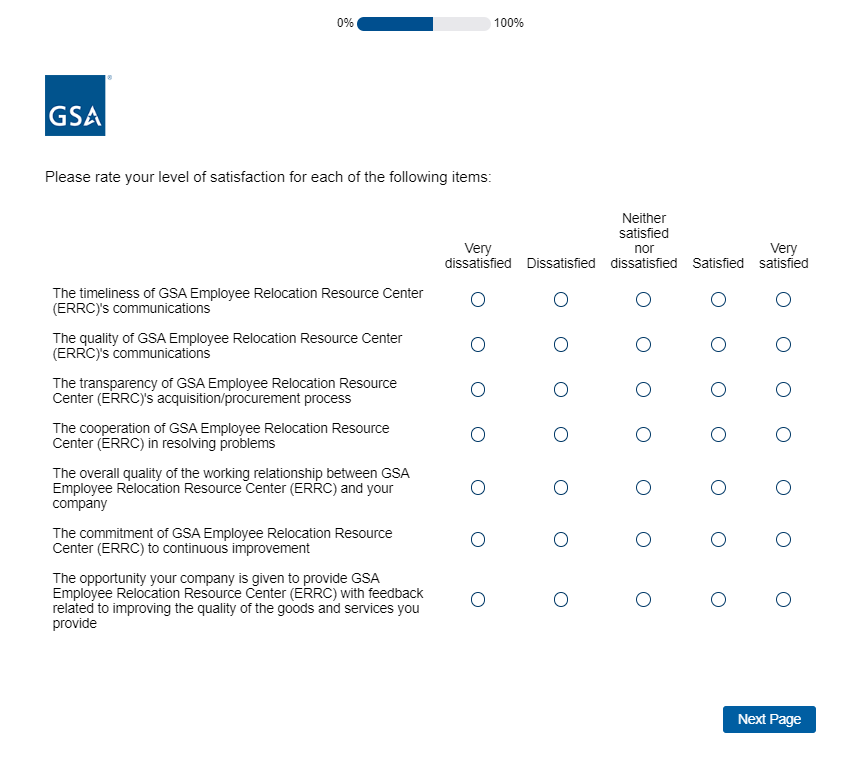 0% 100%
GSA
®
Please rate your level of satisfaction for each of the following items:
Neither
satisfied
Very nor Very
dissatisfied Dissatisfied dissatisfied Satisfied satisfied
The timeliness of GSA Employee Relocation Resource Center
(ERRC)'s communications
The quality of GSA Employee Relocation Resource Center
(ERRC)'s communications
The transparency of GSA Employee Relocation Resource
Center (ERRC)'s acquisition/procurement process
The cooperation of GSA Employee Relocation Resource
Center (ERRC) in resolving problems
The overall quality of the working relationship between GSA
Employee Relocation Resource Center (ERRC) and your
company
The commitment of GSA Employee Relocation Resource
Center (ERRC) to continuous improvement
The opportunity your company is given to provide GSA
Employee Relocation Resource Center (ERRC) with feedback
related to improving the quality of the goods and services you
provide
Next Page